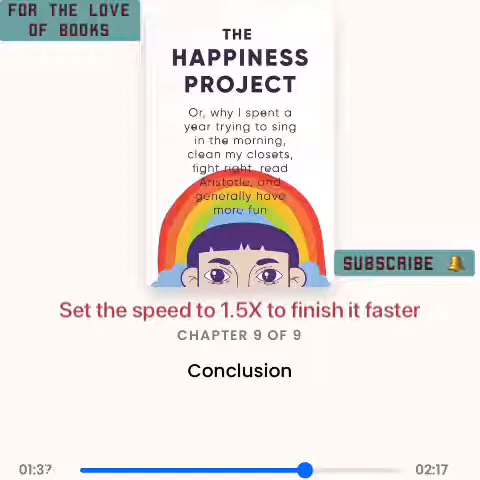 FOR THE LOVE
OF BOOKS
THE
HAPPINESS
PROJECT
Or, why I spent a
year trying to sing
in the morning,
clean my closets,
fight right, read
Aristotle, and
generally have
more fun
SUBSCRIBE
Set the speed to 1.5X to finish it faster
CHAPTER 9 OF 9
Conclusion
02:17